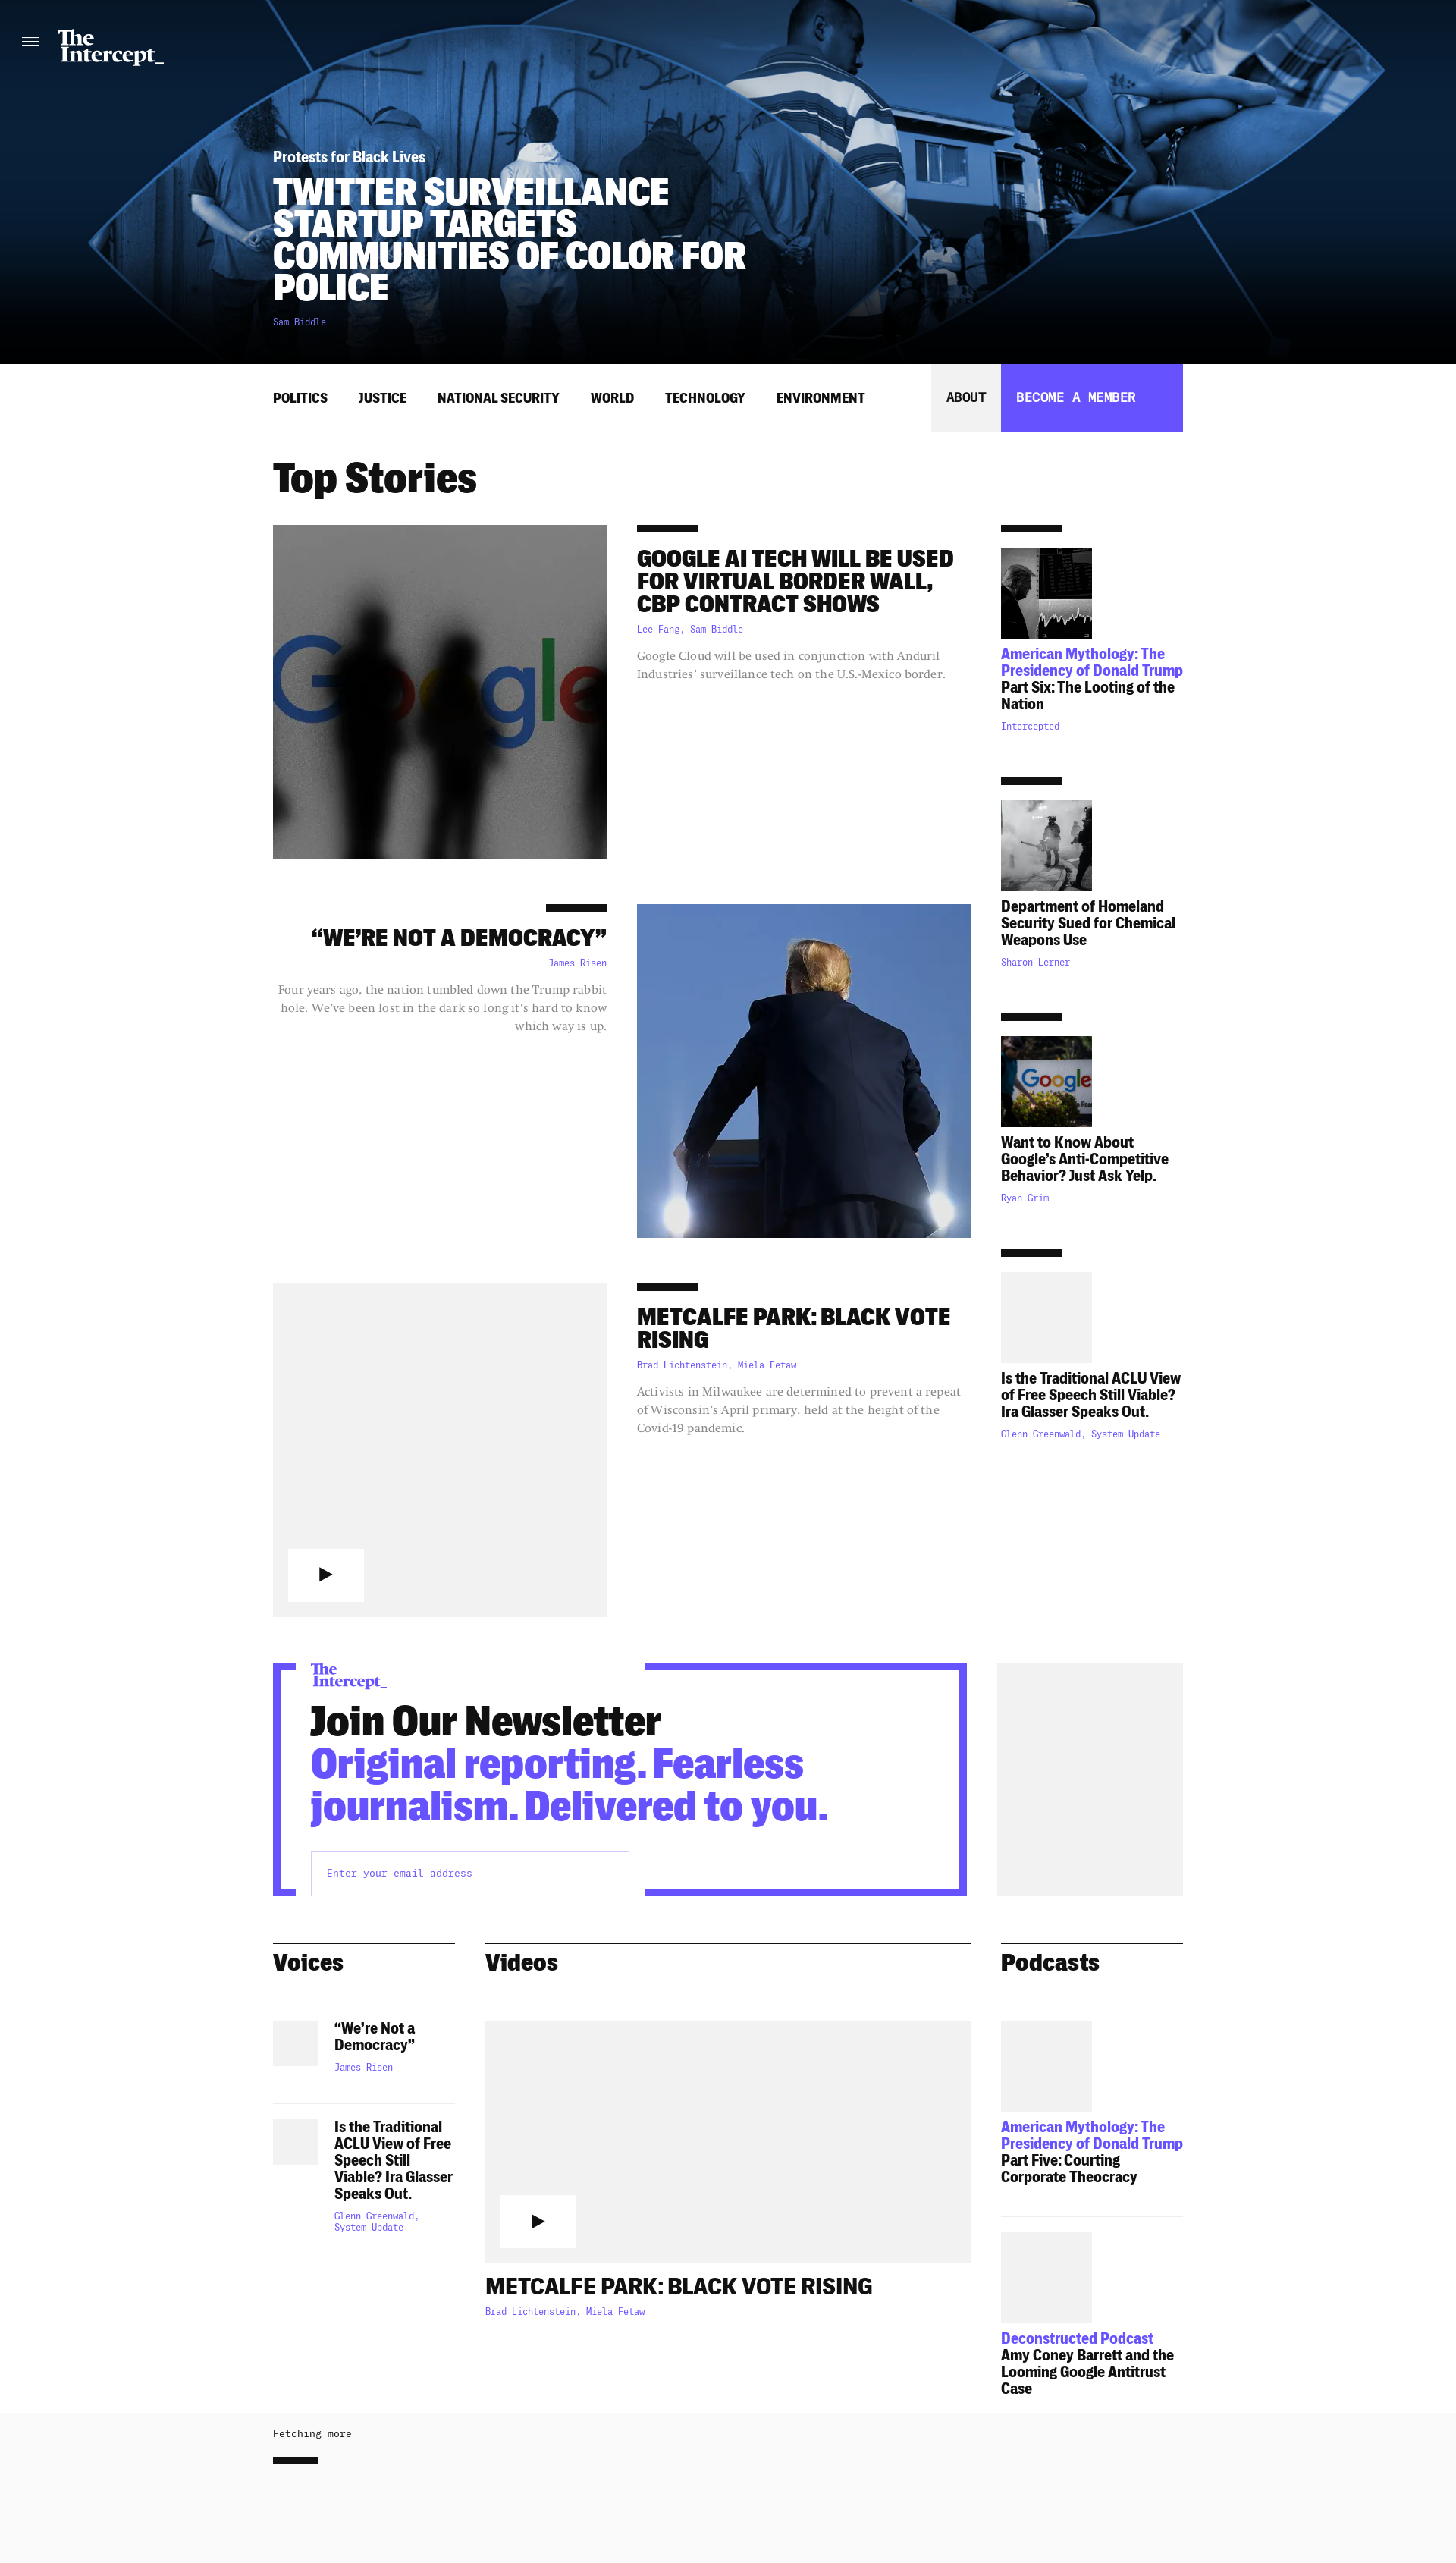 The
Intercept_
Protests for Black Lives
TWITTER SURVEILLANCE
STARTUP TARGETS
COMMUNITIES OF COLOR FOR
POLICE
Sam Biddle
POLITICS JUSTICE NATIONAL SECURITY WORLD TECHNOLOGY ENVIRONMENT ABOUT BECOME A MEMBER
Top Stories
Google
GOOGLE AI TECH WILL BE USED
FOR VIRTUAL BORDER WALL,
CBP CONTRACT SHOWS
Lee Fang, Sam Biddle
Google Cloud will be used in conjunction with Anduril
Industries’ surveillance tech on the U.S.-Mexico border.
“WE’RE NOT A DEMOCRACY”
James Risen
Four years ago, the nation tumbled down the Trump rabbit
hole. We’ve been lost in the dark so long it’s hard to know
which way is up.
METCALFE PARK: BLACK VOTE
RISING
Brad Lichtenstein, Miela Fetaw
Activists in Milwaukee are determined to prevent a repeat
of Wisconsin’s April primary, held at the height of the
Covid-19 pandemic.
American Mythology: The
Presidency of Donald Trump
Part Six: The Looting of the
Nation
Intercepted
Department of Homeland
Security Sued for Chemical
Weapons Use
Sharon Lerner
Google
Want to Know About
Google’s Anti-Competitive
Behavior? Just Ask Yelp.
Ryan Grim
Is the Traditional ACLU View
of Free Speech Still Viable?
Ira Glasser Speaks Out.
Glenn Greenwald, System Update
The
Intercept_
Join Our Newsletter
Original reporting. Fearless
journalism. Delivered to you.
Enter your email address
Voices
“We’re Not a
Democracy”
James Risen
Is the Traditional
ACLU View of Free
Speech Still
Viable? Ira Glasser
Speaks Out.
Glenn Greenwald,
System Update
Videos
METCALFE PARK: BLACK VOTE RISING
Brad Lichtenstein, Miela Fetaw
Podcasts
American Mythology: The
Presidency of Donald Trump
Part Five: Courting
Corporate Theocracy
Deconstructed Podcast
Amy Coney Barrett and the
Looming Google Antitrust
Case
Fetching more